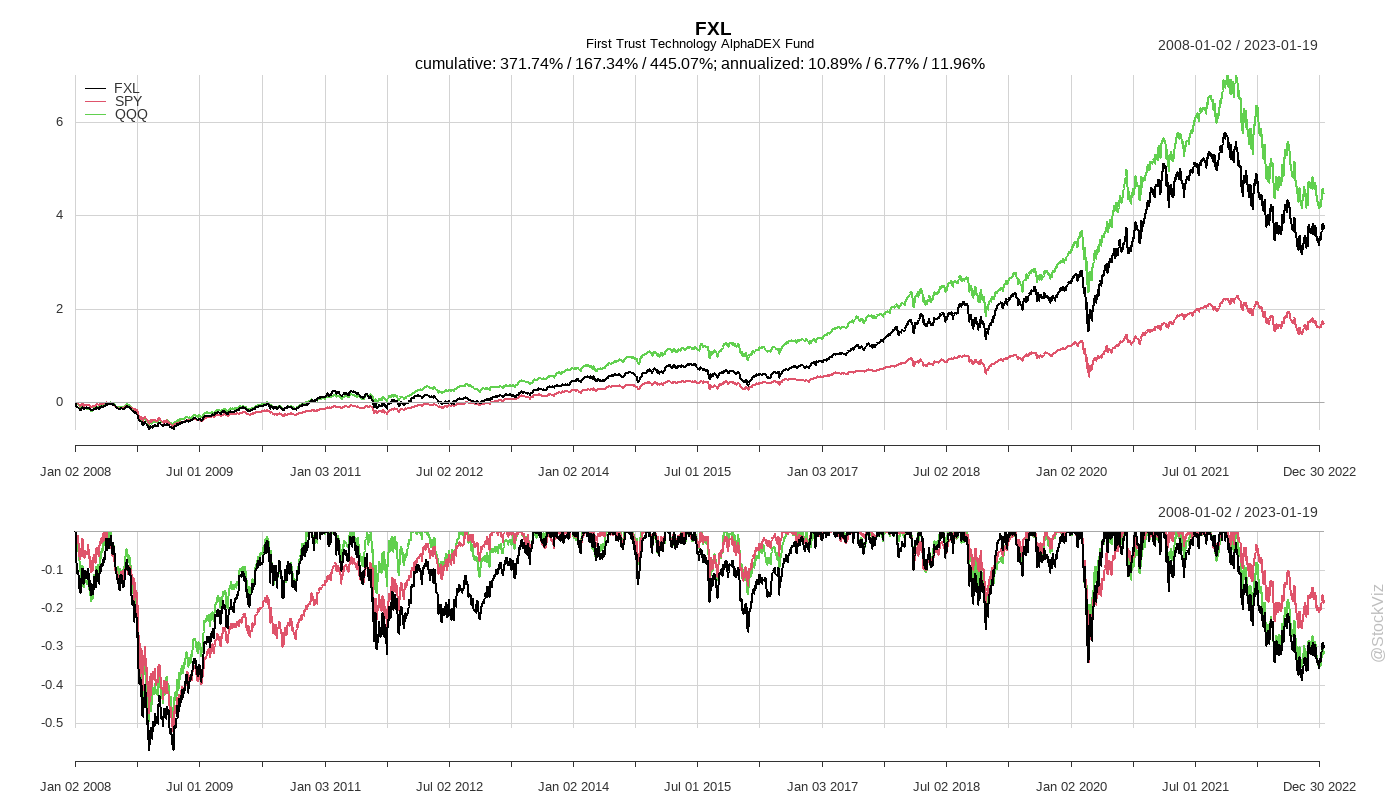 FXL
First Trust Technology AlphaDEX Fund
2008-01-02 / 2023-01-19
cumulative: 371.74% / 167.34% / 445.07%; annualized: 10.89% / 6.77% / 11.96%
FXL
SPY
QQQ
6
4
2
0
Jan 02 2008 Jul 01 2009 Jan 03 2011 Jul 02 2012 Jan 02 2014 Jul 01 2015 Jan 03 2017 Jul 02 2018 Jan 02 2020 Jul 01 2021 Dec 30 2022
2008-01-02 / 2023-01-19
-0.1
-0.2
-0.3
-0.4
-0.5
Jan 02 2008 Jul 01 2009 Jan 03 2011 Jul 02 2012 Jan 02 2014 Jul 01 2015 Jan 03 2017 Jul 02 2018 Jan 02 2020 Jul 01 2021 Dec 30 2022
@StockViz